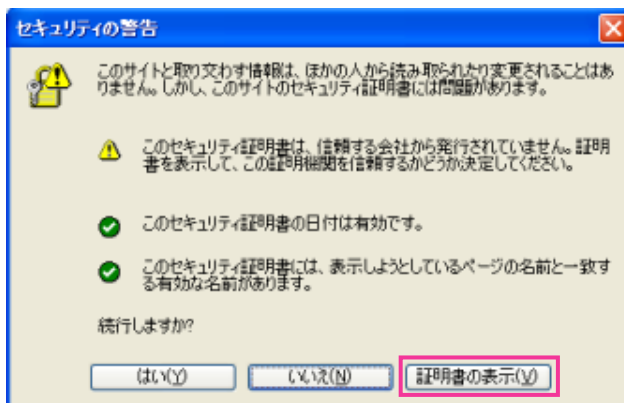 セキュリティの警告
このサイトと取り交わす情報は、ほかの人から読み取られたり変更されることはあ
りません。しかし、このサイトのセキュリティ証明書には問題があります。
このセキュリティ証明書は、信頼する会社から発行されていません。証明
書を表示して、この証明機関を信頼するかどうか決定してください。
このセキュリティ証明書の日付は有効です。
このセキュリティ証明書には、表示しようとしているページの名前と一致す
る有効な名前があります。
続行しますか?
はい(Y)
いいえ(N)
証明書の表示(V)